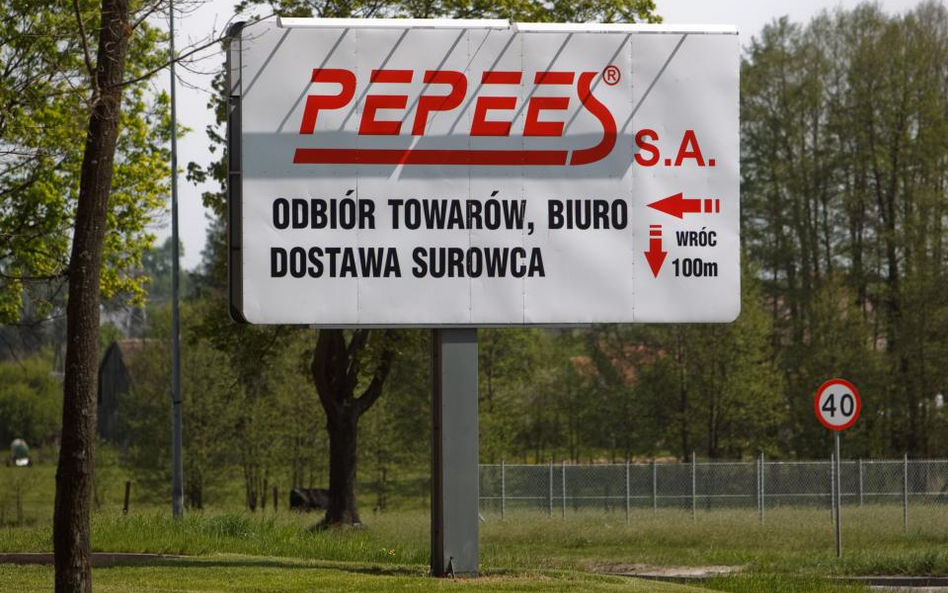 PEPEES®
S.A.
ODBIÓR TOWARÓW, BIURO
DOSTAWA SUROWCA
WRÓC
100m
40